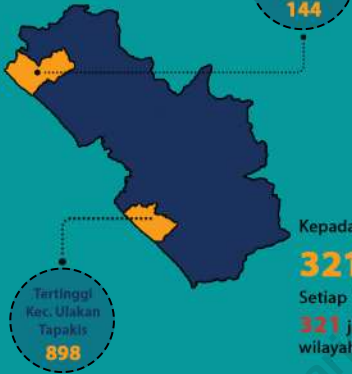 144
Kepada
321
Setiap
321 j
wilayah
Tertinggi
Kec. Ulakan
Tapakis
898